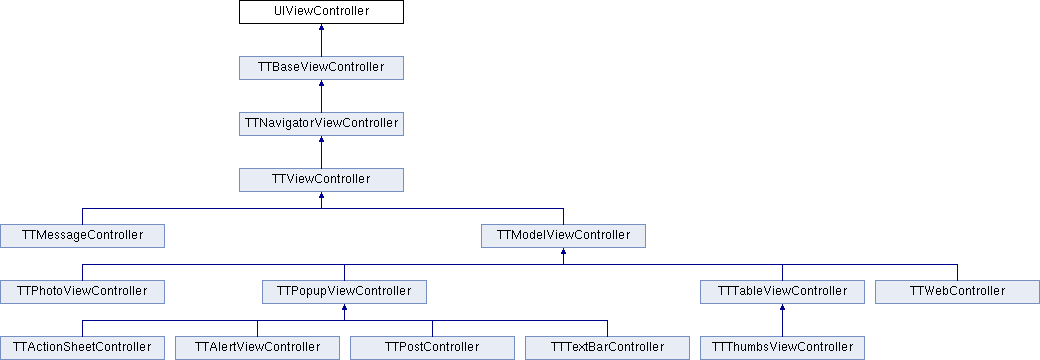 UIViewController
TTBaseViewController
TTNavigatorViewController
TTViewController
TTMessageController
TTModelViewController
TTPhotoViewController
TTPopupViewController
TTTableViewController
TTWebController
TTActionSheetController
TTAlertViewController
TTPostController
TTTextBarController
TTThumbsViewController